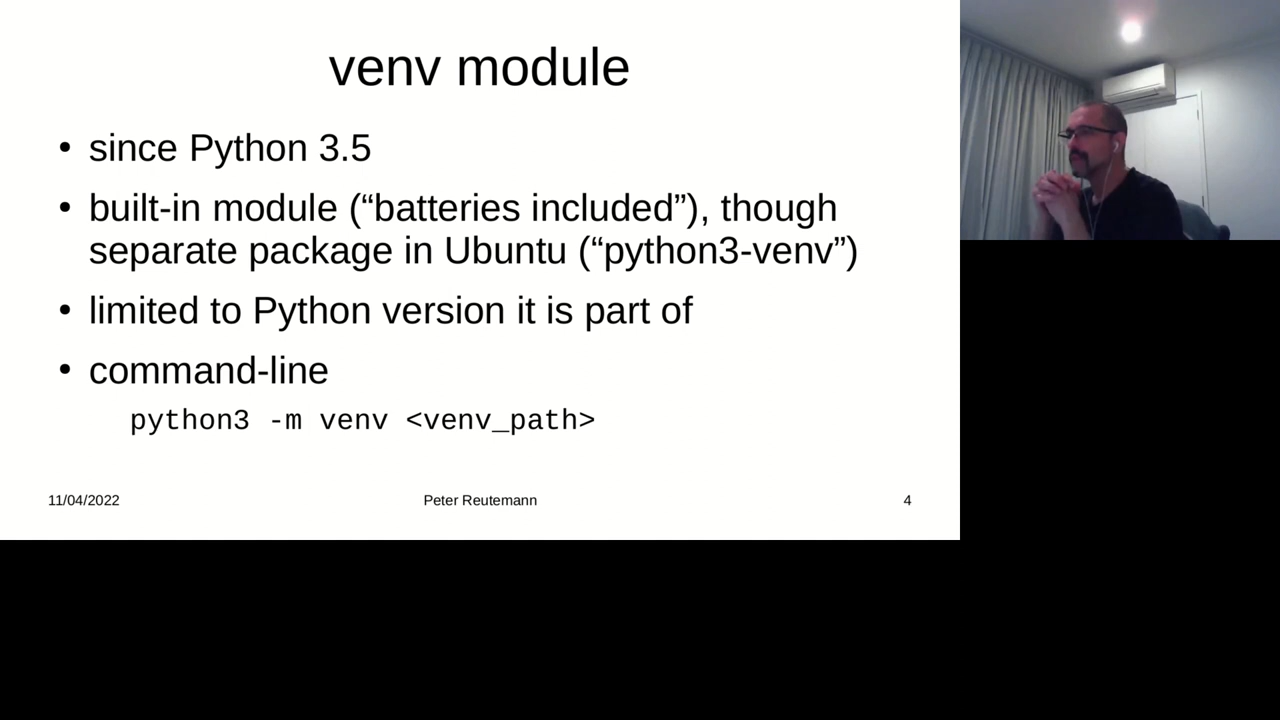 venv module
• since Python 3.5
• built-in module (“batteries included”), though
separate package in Ubuntu (“python3-venv”)
• limited to Python version it is part of
• command-line
python3 -m venv <venv_path>
11/04/2022
Peter Reutemann
4